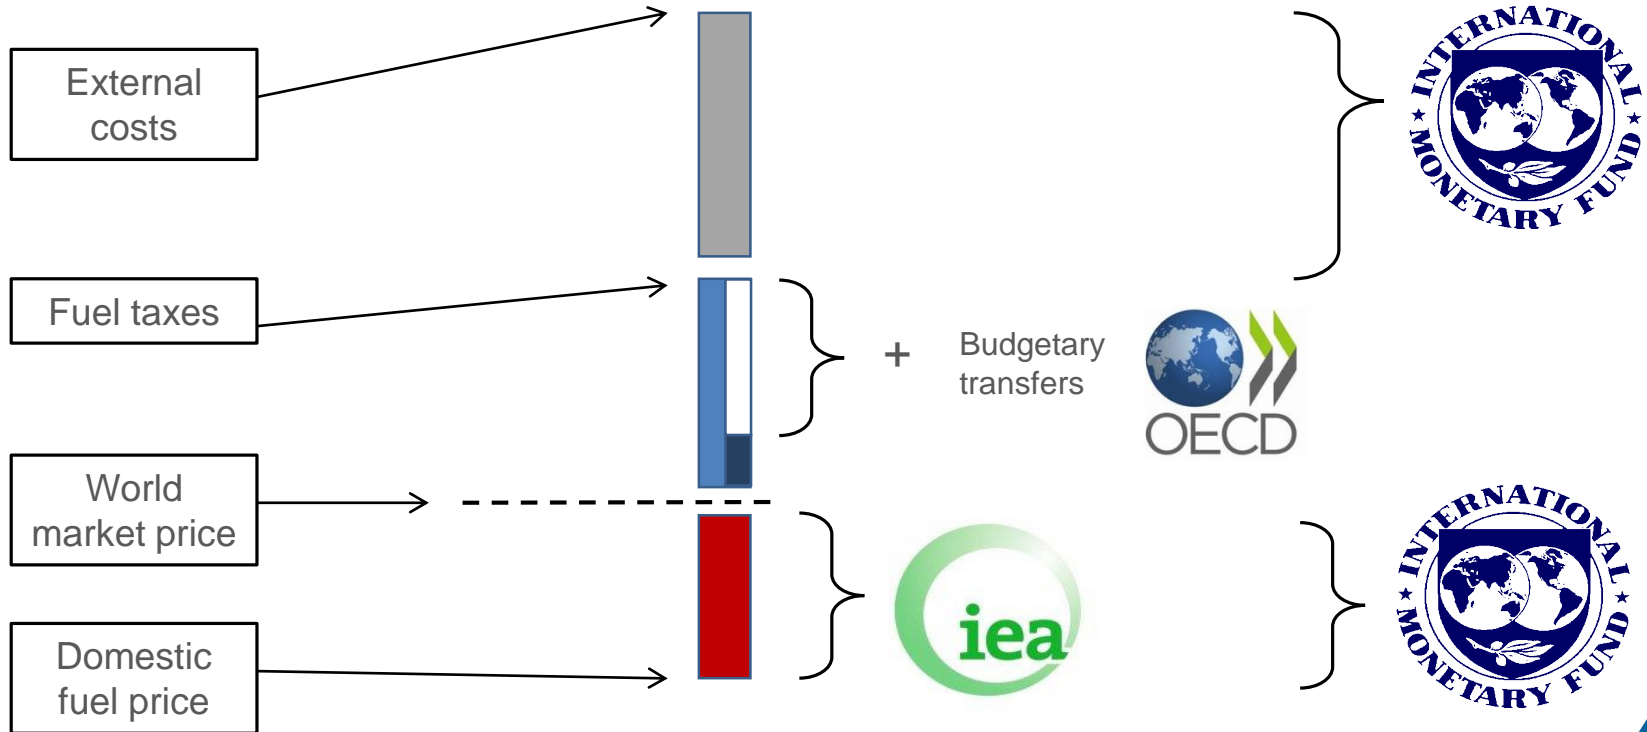 External
costs
INTERNATIONAL
MONETARY FUND
Fuel taxes
+
Budgetary
transfers
OECD
World
market price
iea
INTERNATIONAL
MONETARY FUND
Domestic
fuel price